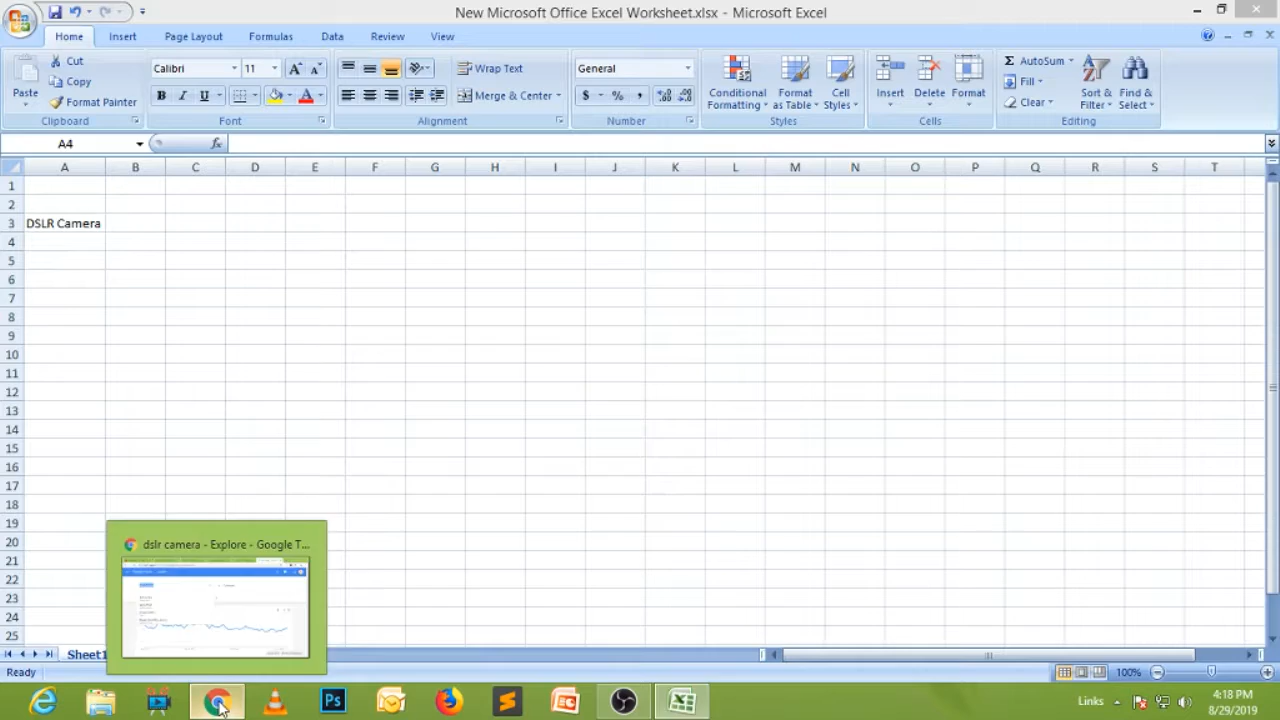 New Microsoft Office Excel Worksheet.xlsx - Microsoft Excel
Home Insert Page Layout Formulas Data Review View
Paste Cut Copy Format Painter Clipboard
Calibri 11 B I U A A A Font
Wrap Text Merge & Center Alignment
General $ % , Number
Conditional Formatting Format as Table Cell Styles Styles
Insert Delete Format Cells
Σ AutoSum Fill Clear Sort & Filter Find & Select Editing
A4 fx
A B C D E F G H I J K L M N O P Q R S T
1
2
3 DSLR Camera
4
5
6
7
8
9
10
11
12
13
14
15
16
17
18
19
20
21
22
23
24
25
dslr camera - Explore - Google T...
Sheet1
Ready 100%
Ps Links 4:18 PM
8/29/2019